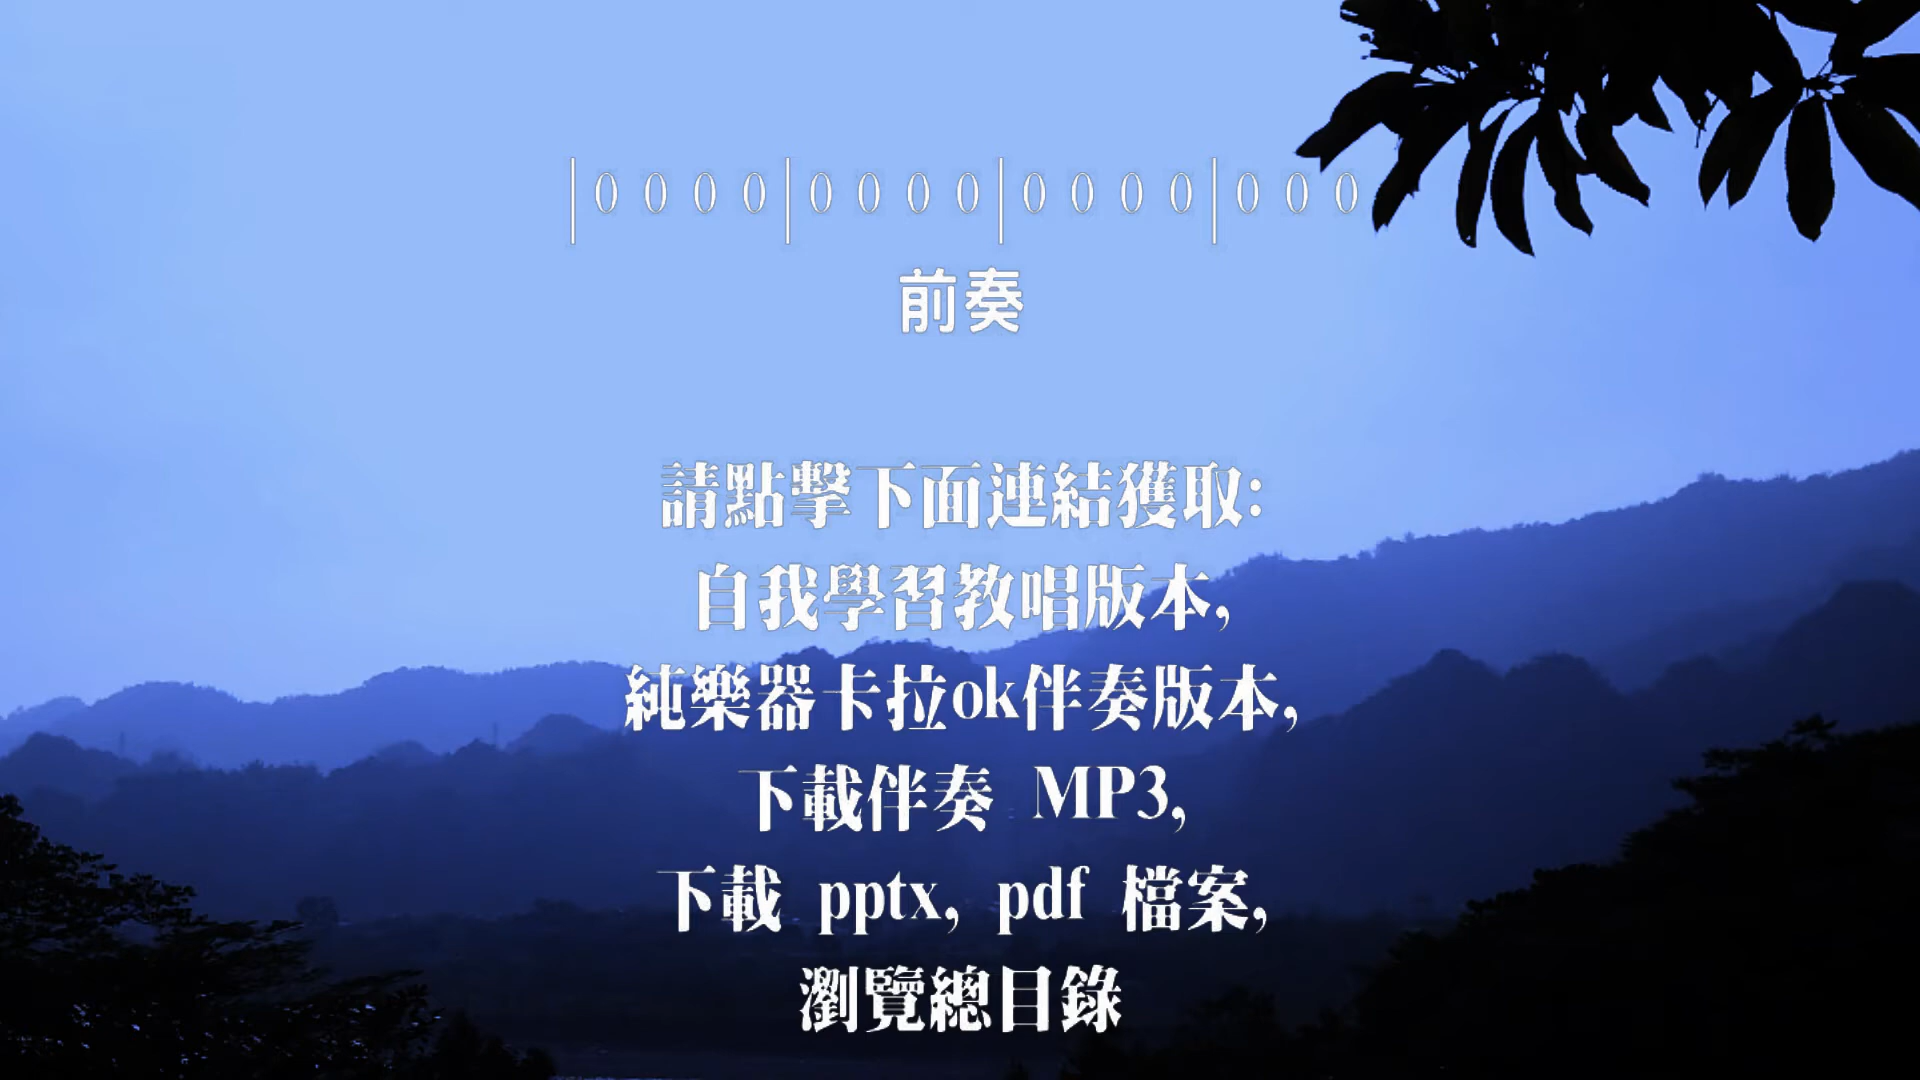 |0 0 0 0|0 0 0 0|0 0 0 0|0 0 0
前奏
請點擊下面連結獲取:
自我學習教唱版本,
純樂器卡拉ok伴奏版本,
下載伴奏 MP3,
下載 pptx, pdf 檔案,
瀏覽總目錄